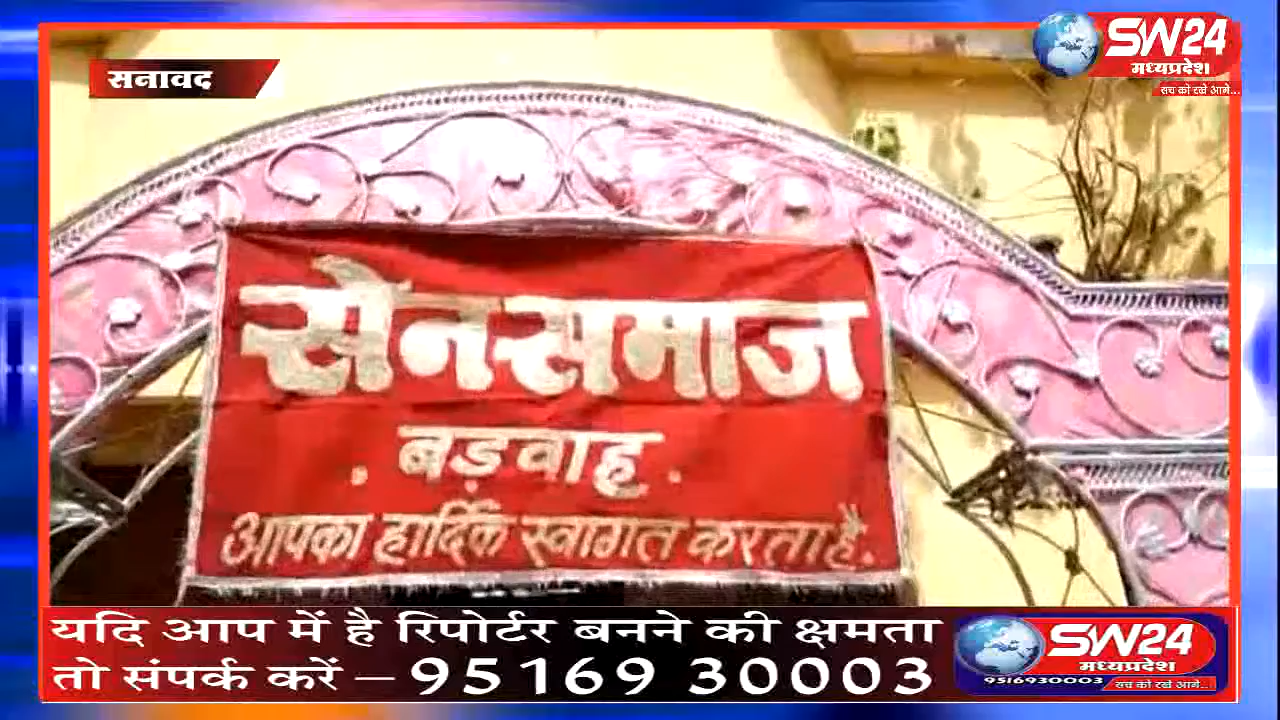 सनावद
SW24
मध्यप्रदेश
सच को रखे आगे...
सेन समाज
. बड़वाह .
आपका हार्दिक स्वागत करता है.
यदि आप में है रिपोर्टर बनने की क्षमता
तो संपर्क करें – 95169 30003
SW24
मध्यप्रदेश
9516930003
सच को रखे आगे...